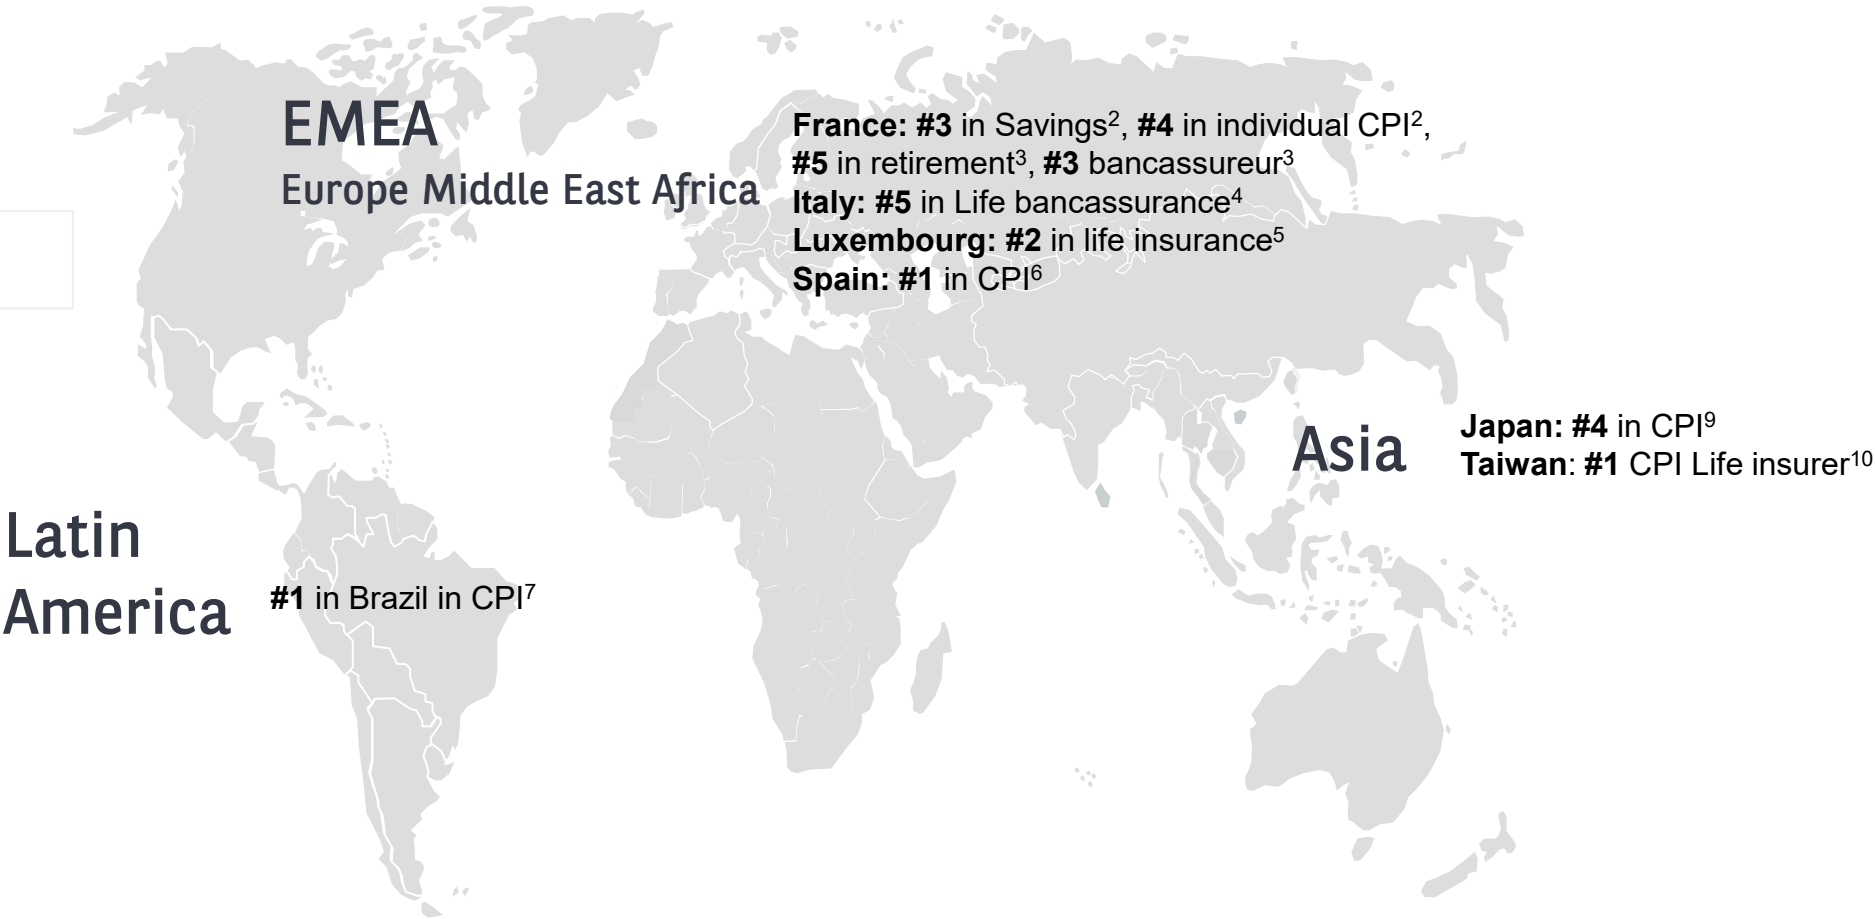 EMEA
Europe Middle East Africa
France: #3 in Savings², #4 in individual CPI²,
#5 in retirement³, #3 bancassureur³
Italy: #5 in Life bancassurance⁴
Luxembourg: #2 in life insurance⁵
Spain: #1 in CPI⁶
Asia
Japan: #4 in CPI⁹
Taiwan: #1 CPI Life insurer¹⁰
Latin
America
#1 in Brazil in CPI⁷